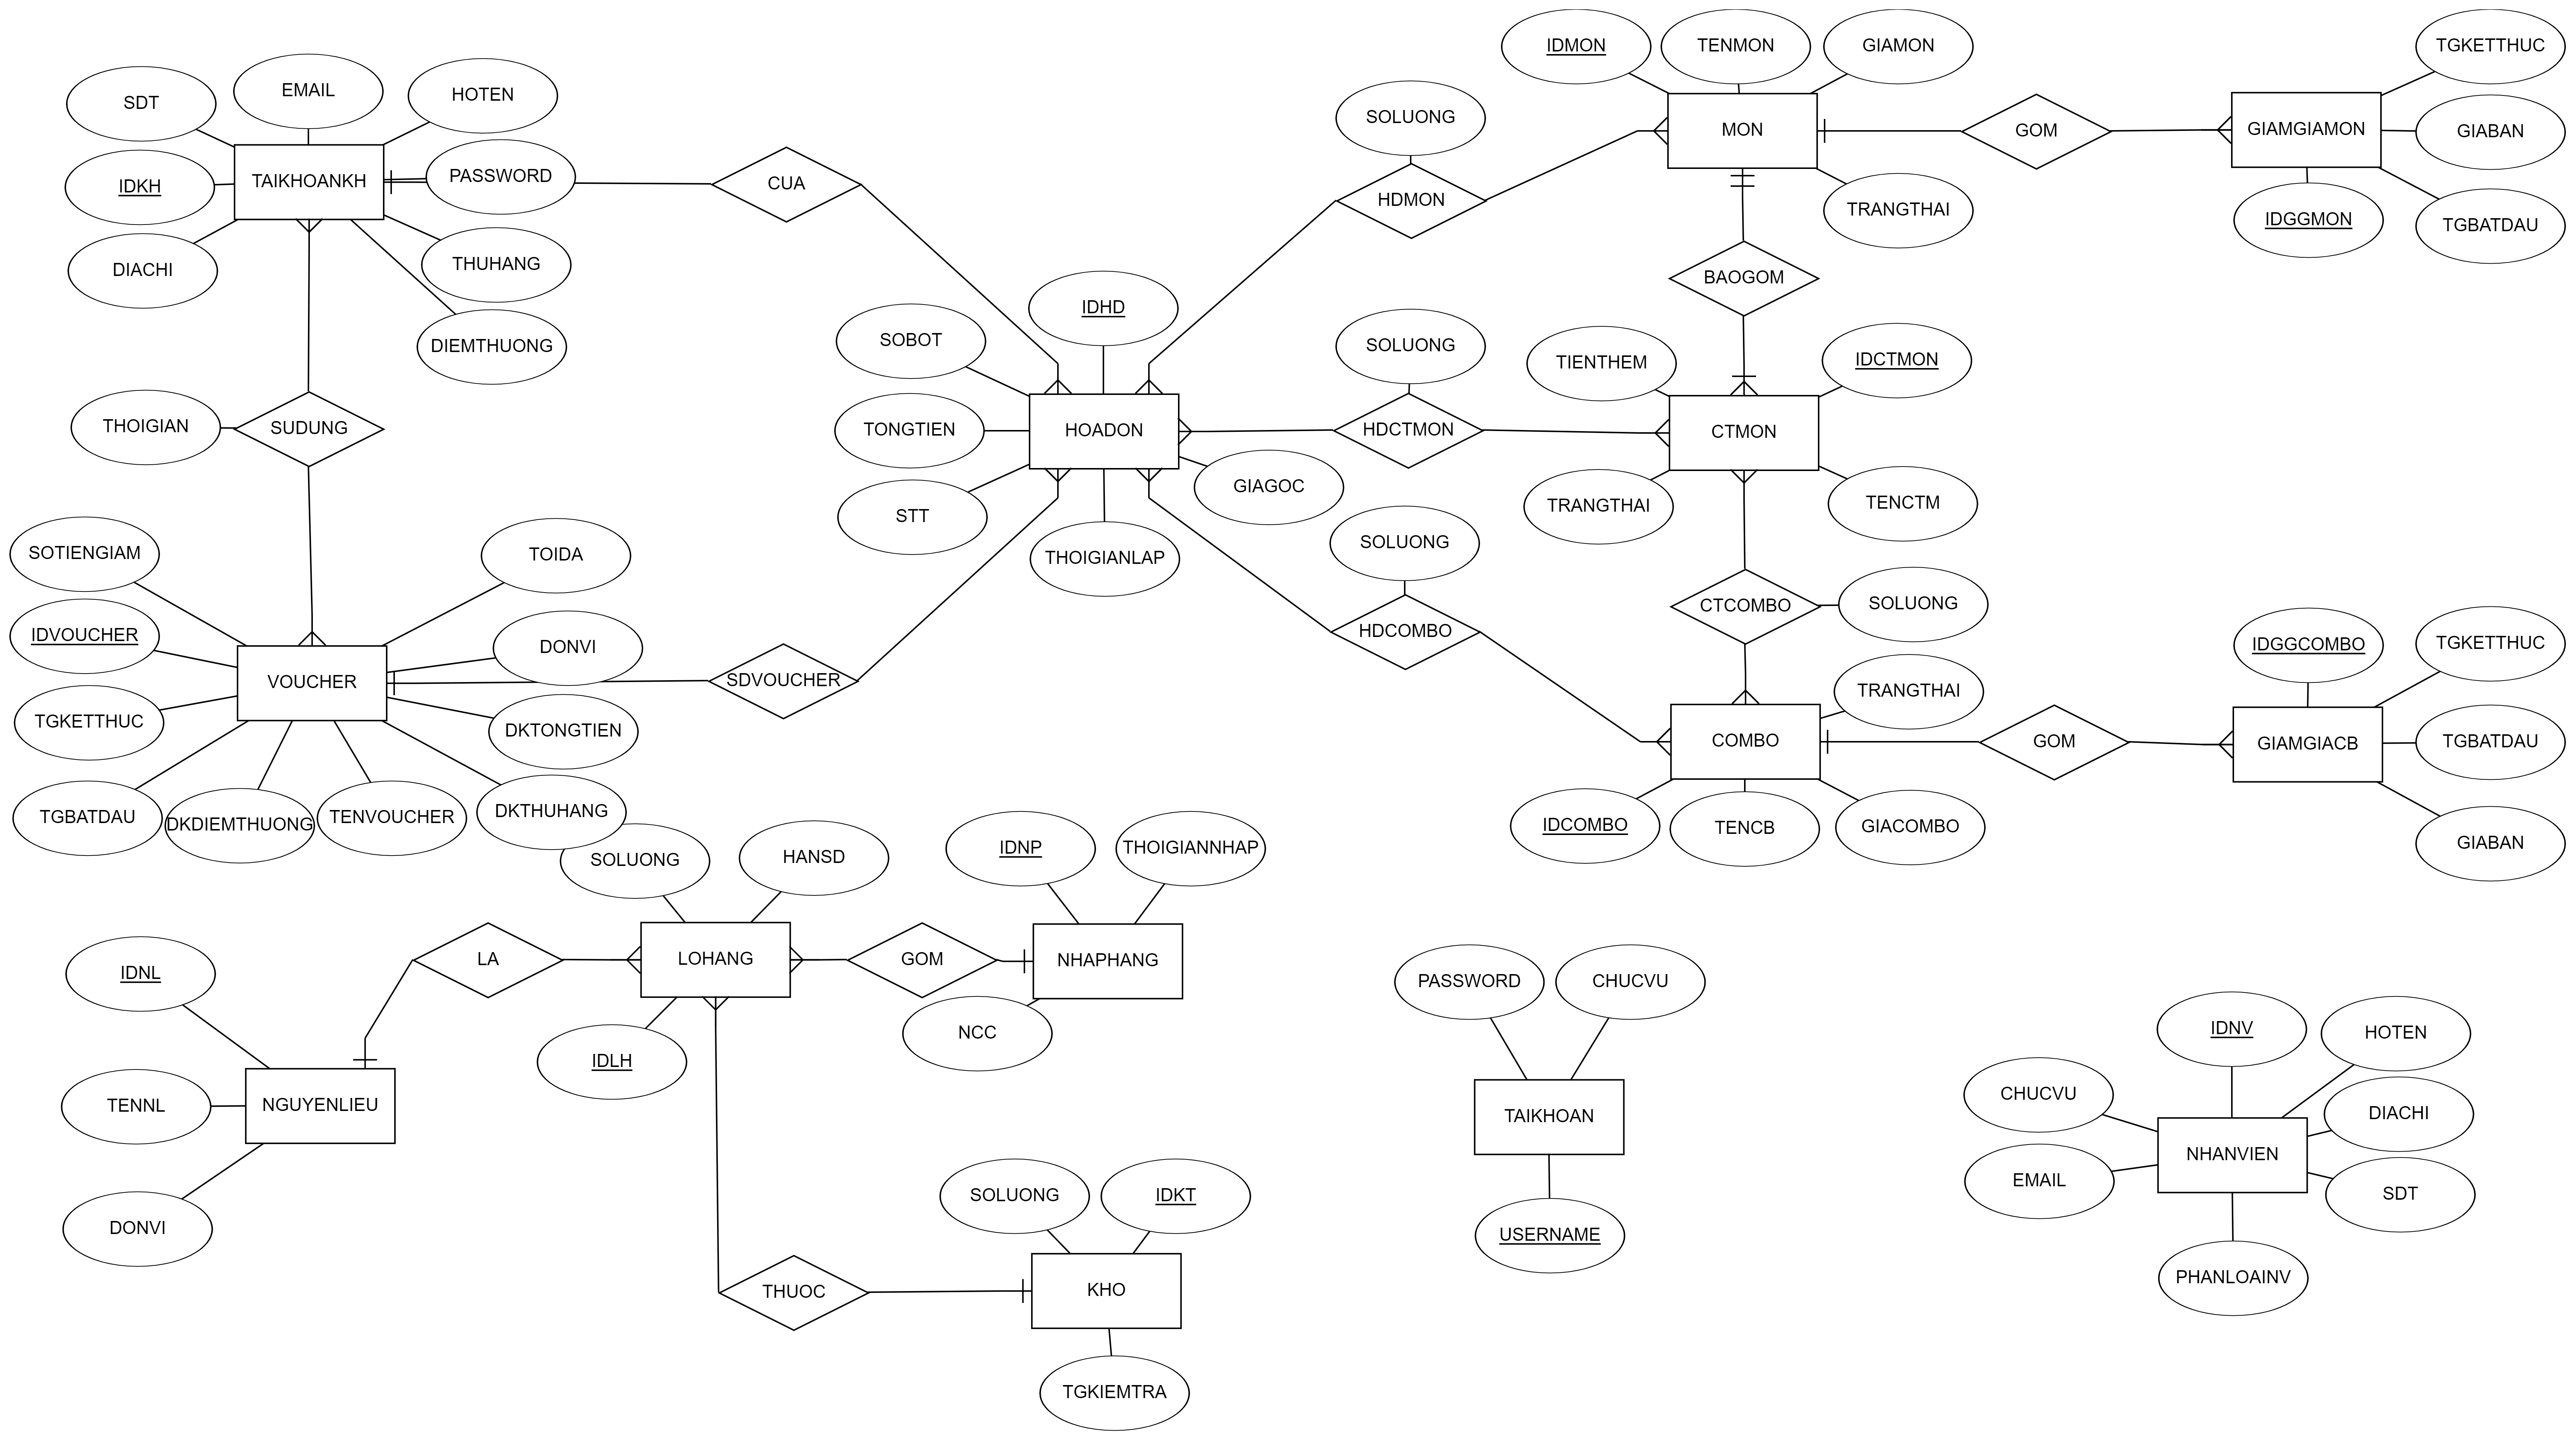 IDMON
TENMON
GIAMON
TGKETTHUC
SDT
EMAIL
HOTEN
SOLUONG
MON
GOM
GIAMGIAMON
GIABAN
IDKH
TAIKHOANKH
PASSWORD
CUA
HDMON
TRANGTHAI
IDGGMON
TGBATDAU
DIACHI
THUHANG
BAOGOM
IDHD
SOBOT
DIEMTHUONG
SOLUONG
TIENTHEM
IDCTMON
THOIGIAN
SUDUNG
TONGTIEN
HOADON
HDCTMON
CTMON
STT
GIAGOC
TRANGTHAI
TENCTM
THOIGIANLAP
SOLUONG
SOTIENGIAM
TOIDA
CTCOMBO
SOLUONG
IDVOUCHER
DONVI
HDCOMBO
IDGGCOMBO
TGKETTHUC
VOUCHER
SDVOUCHER
TRANGTHAI
TGKETTHUC
DKTONGTIEN
COMBO
GOM
GIAMGIACB
TGBATDAU
TGBATDAU
DKDIEMTHUONG
TENVOUCHER
DKTHUHANG
IDCOMBO
TENCB
GIACOMBO
GIABAN
SOLUONG
HANSD
IDNP
THOIGIANNHAP
IDNL
LA
LOHANG
GOM
NHAPHANG
PASSWORD
CHUCVU
IDLH
NCC
IDNV
HOTEN
TENNL
NGUYENLIEU
TAIKHOAN
CHUCVU
DIACHI
NHANVIEN
EMAIL
SDT
DONVI
SOLUONG
IDKT
USERNAME
PHANLOAINV
THUOC
KHO
TGKIEMTRA